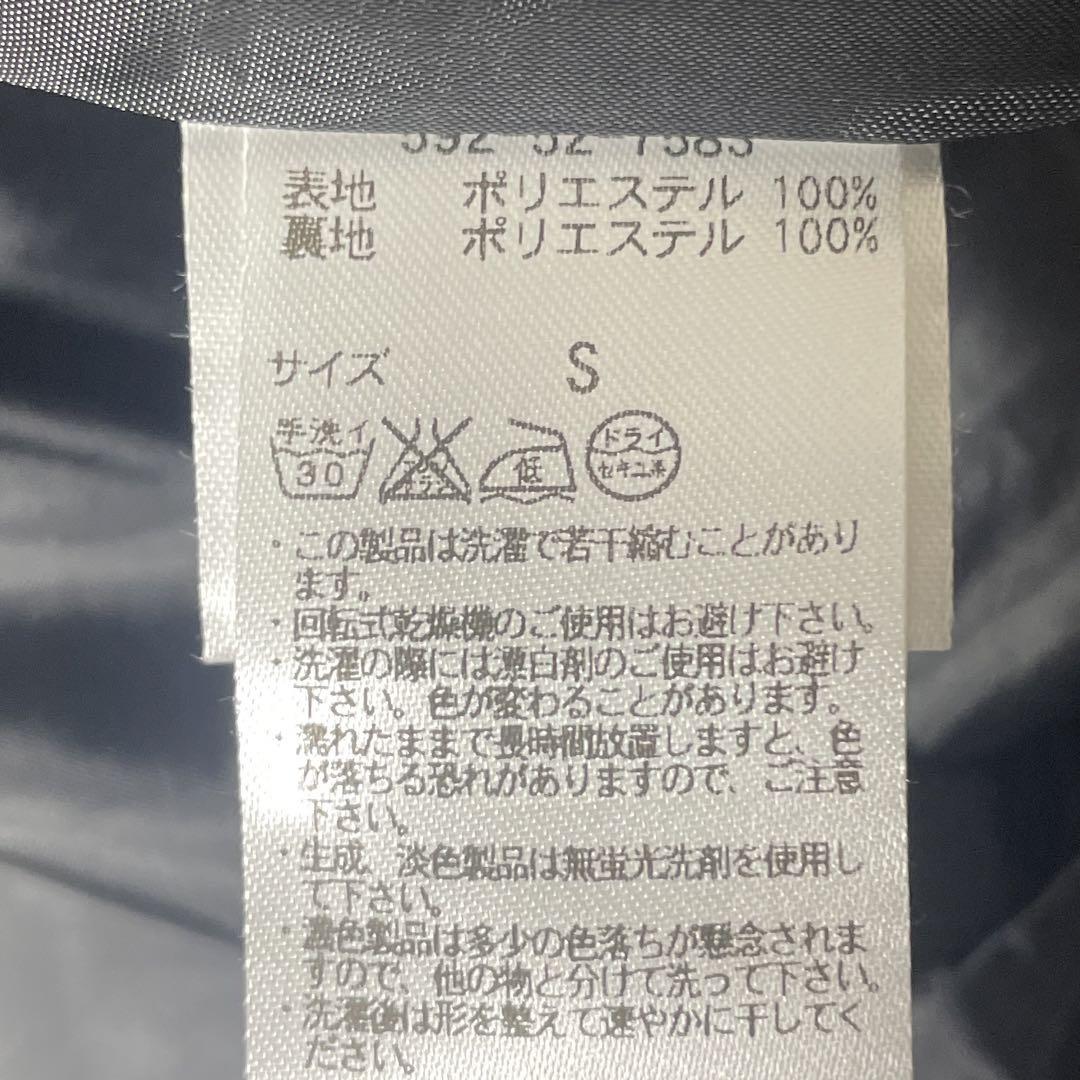 592-52-7583
表地 ポリエステル 100%
裏地 ポリエステル 100%
サイズ S
手洗イ 30
エンソ サラシ
低
ドライ セキユ系
・この製品は洗濯で若干縮むことがあり
ます。
・回転式乾燥機のご使用はお避け下さい。
・洗濯の際には漂白剤のご使用はお避け
下さい。色が変わることがあります。
・濡れたままで長時間放置しますと、色
が落ちる恐れがありますので、ご注意
下さい。
・生成、淡色製品は無蛍光洗剤を使用し
て下さい。
・濃色製品は多少の色落ちが懸念されま
すので、他の物と分けて洗って下さい。
・洗濯後は形を整えて速やかに干してく
ださい。